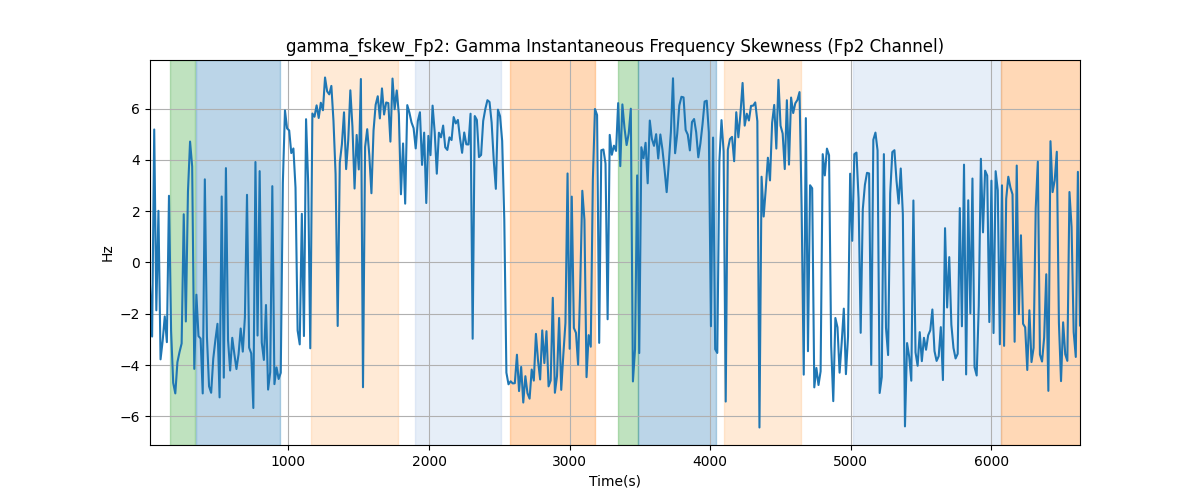 gamma_fskew_Fp2: Gamma Instantaneous Frequency Skewness (Fp2 Channel)
6
4
2
0
−2
−4
−6
Hz
1000 2000 3000 4000 5000 6000
Time(s)